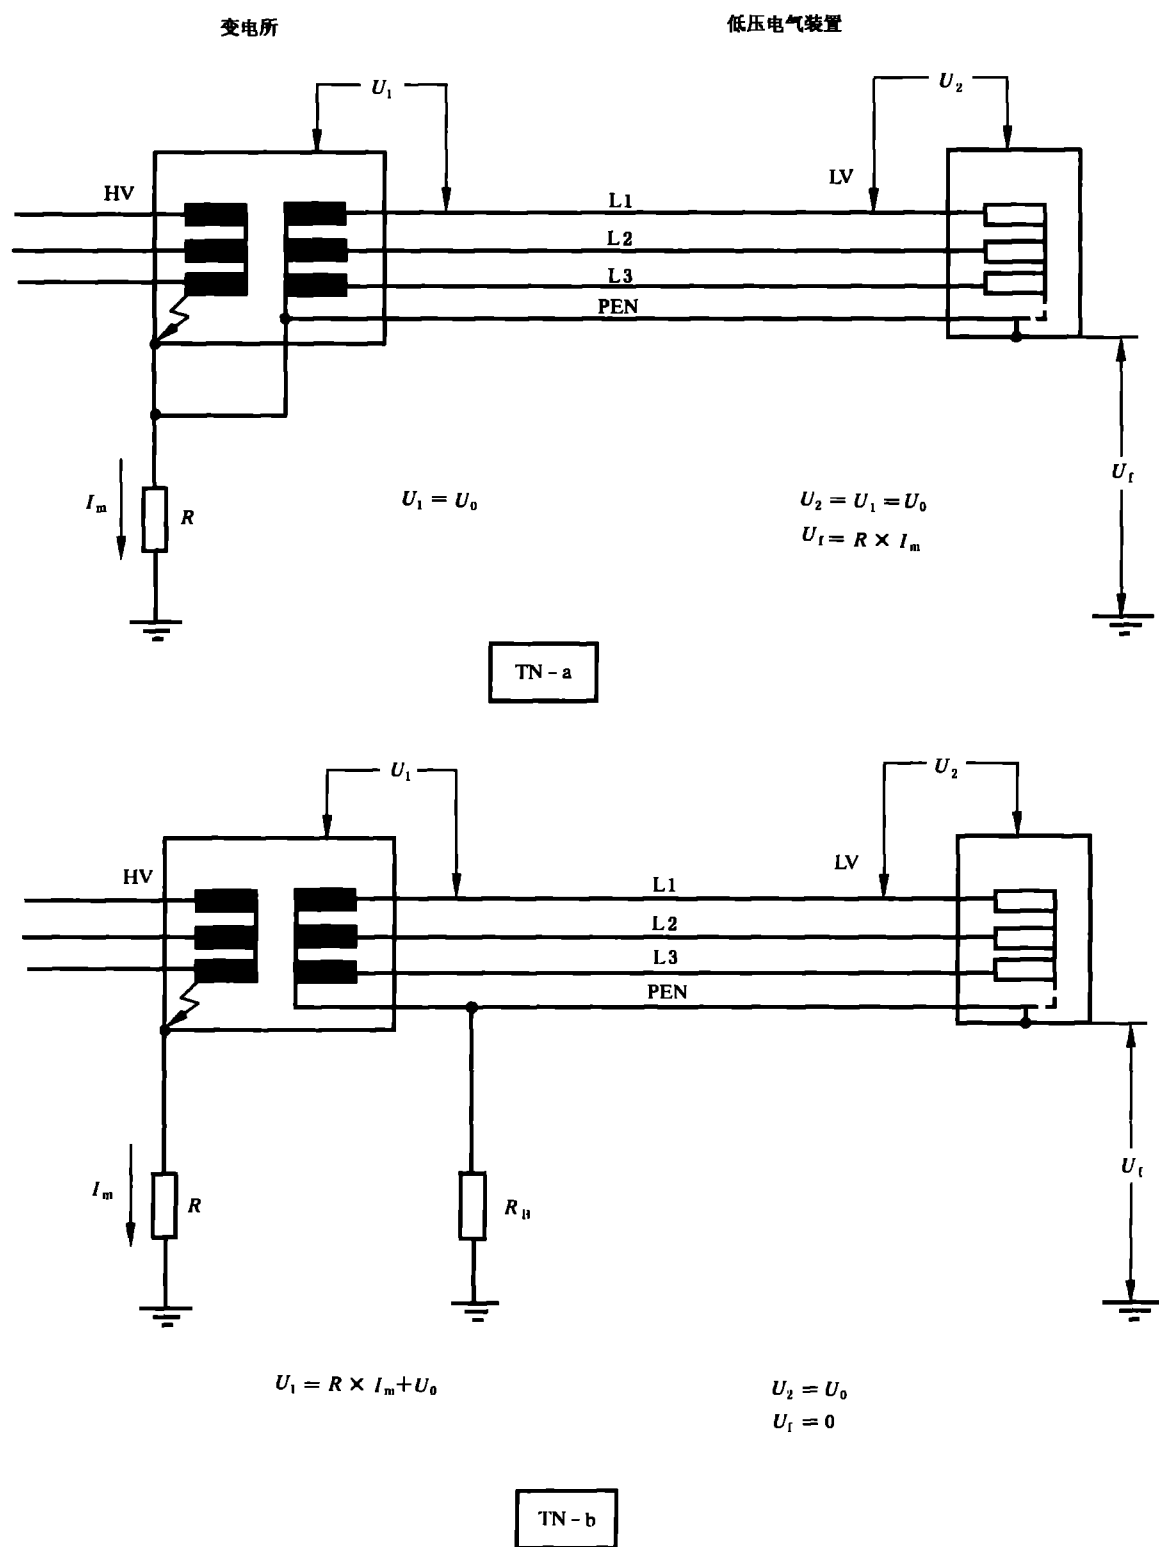 变电所
低压电气装置
U₁
U₂
HV
LV
L1
L2
L3
PEN
Uf
Im
R
U₁ = U₀
U₂ = U₁ = U₀
Uf = R × Im
TN-a
U₁
U₂
HV
LV
L1
L2
L3
PEN
Uf
Im
R
RB
U₁ = R × Im+U₀
U₂ = U₀
Uf = 0
TN-b